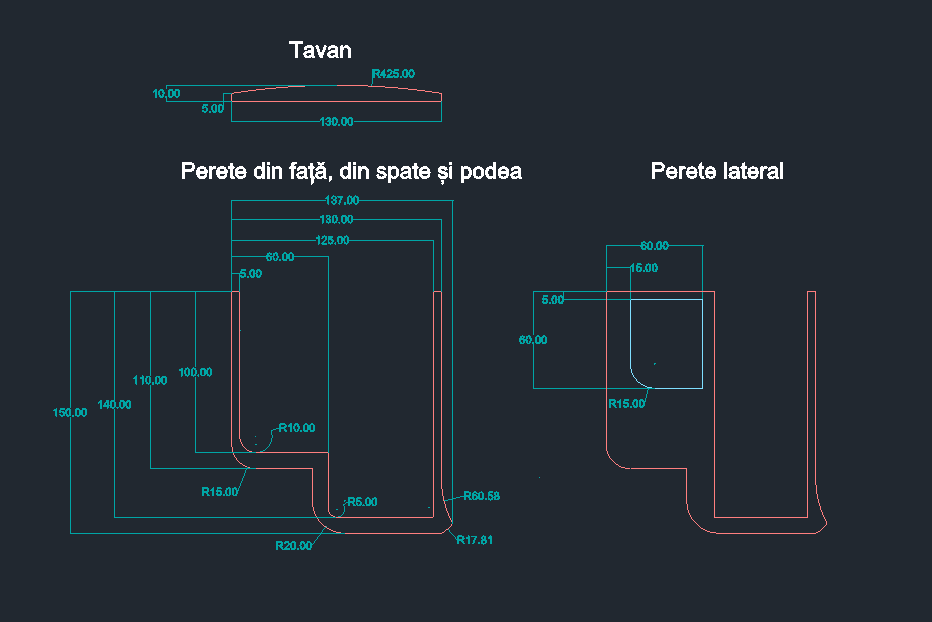 Tavan
R425.00
10.00
5.00
130.00
Perete din față, din spate și podea
Perete lateral
137.00
130.00
125.00
60.00
5.00
60.00
15.00
5.00
60.00
100.00
110.00
140.00
150.00
R15.00
R10.00
R15.00
R5.00
R60.58
R20.00
R17.81